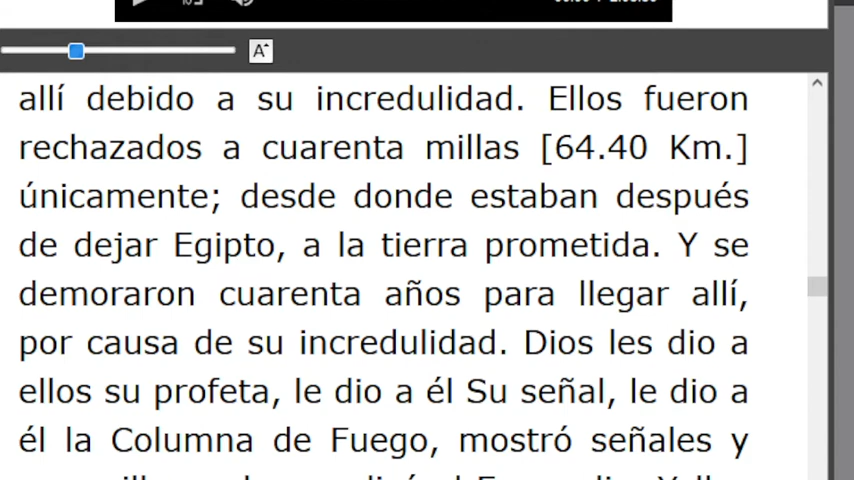 A
allí debido a su incredulidad. Ellos fueron
rechazados a cuarenta millas [64.40 Km.]
únicamente; desde donde estaban después
de dejar Egipto, a la tierra prometida. Y se
demoraron cuarenta años para llegar allí,
por causa de su incredulidad. Dios les dio a
ellos su profeta, le dio a él Su señal, le dio a
él la Columna de Fuego, mostró señales y